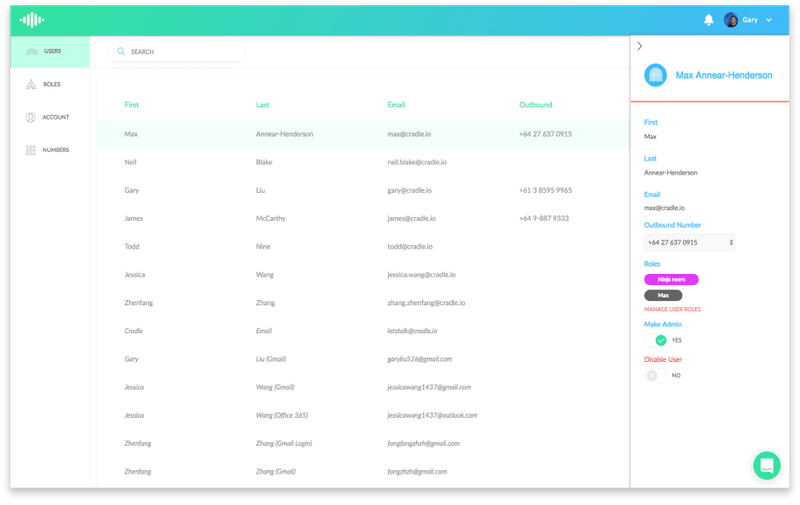 Gary
USERS
SEARCH
ROLES
ACCOUNT
NUMBERS
First Last Email Outbound
Max Annear-Henderson max@cradle.io +64 27 637 0915
Neil Blake neil.blake@cradle.io
Gary Liu gary@cradle.io +61 3 8595 9965
James McCarthy james@cradle.io +64 9-887 9333
Todd Nine todd@cradle.io
Jessica Wang jessica.wang@cradle.io
Zhenfang Zhang zhang.zhenfang@cradle.io
Cradle Email letstalk@cradle.io
Gary Liu (Gmail) garyliu526@gmail.com
Jessica Wang (Gmail) jessicawang1437@gmail.com
Jessica Wang (Office 365) jessicawang1437@outlook.com
Zhenfang Zhang (Gmail Login) fangfangzhzh@gmail.com
Zhenfang Zhang (Gmail) fangzhzh@gmail.com
Max Annear-Henderson
First
Max
Last
Annear-Henderson
Email
max@cradle.io
Outbound Number
+64 27 637 0915
Roles
Ninja neers
Max
MANAGE USER ROLES
Make Admin
YES
Disable User
NO